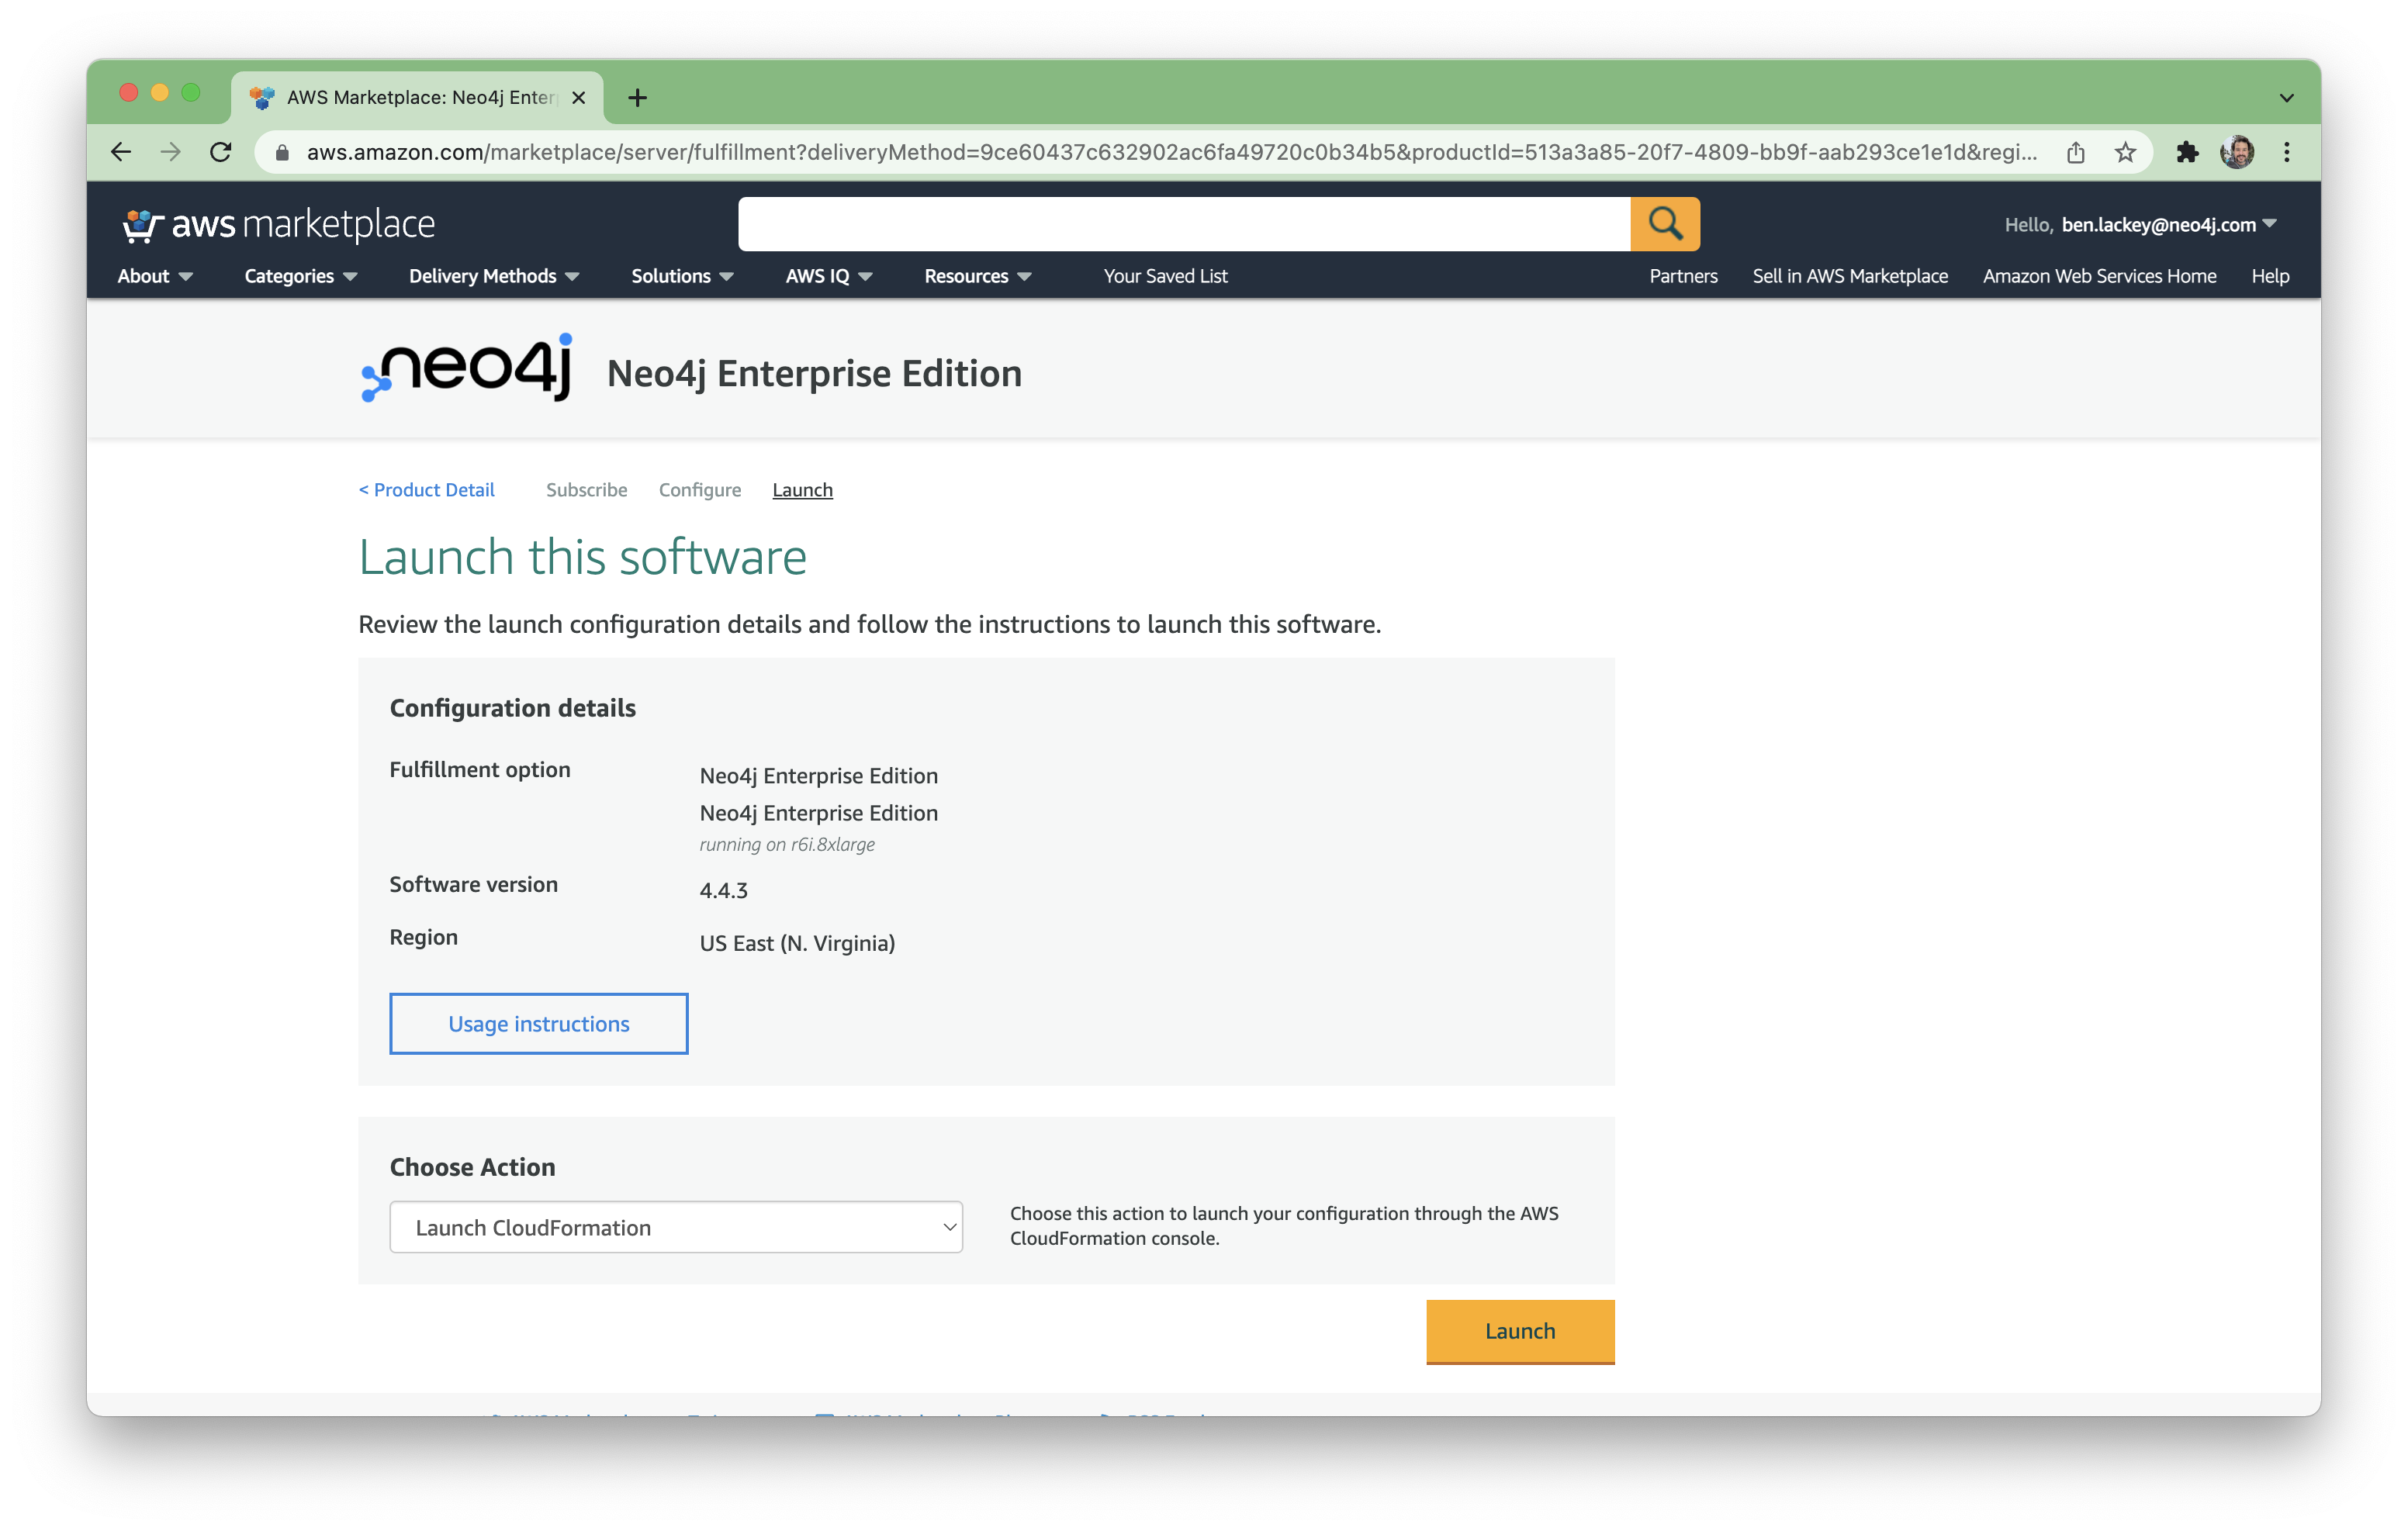 AWS Marketplace: Neo4j Enter
aws.amazon.com/marketplace/server/fulfillment?deliveryMethod=9ce60437c632902ac6fa49720c0b34b5&productId=513a3a85-20f7-4809-bb9f-aab293ce1e1d&regi...
aws marketplace
Hello, ben.lackey@neo4j.com
About Categories Delivery Methods Solutions AWS IQ Resources Your Saved List Partners Sell in AWS Marketplace Amazon Web Services Home Help
neo4j Neo4j Enterprise Edition
< Product Detail Subscribe Configure Launch
Launch this software
Review the launch configuration details and follow the instructions to launch this software.
Configuration details
Fulfillment option Neo4j Enterprise Edition
Neo4j Enterprise Edition
running on r6i.8xlarge
Software version 4.4.3
Region US East (N. Virginia)
Usage instructions
Choose Action
Launch CloudFormation
Choose this action to launch your configuration through the AWS
CloudFormation console.
Launch